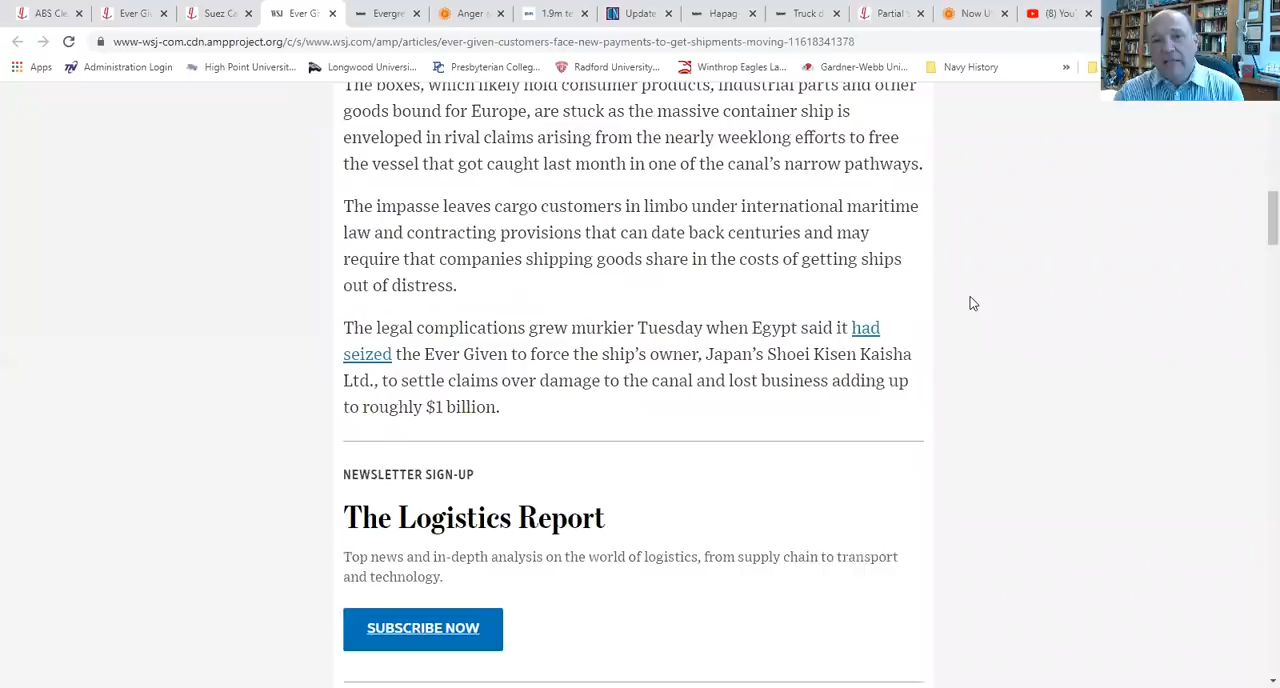 ABS Cle
Ever Giv
Suez Ca
WSJ Ever G
Evergre
Anger a
1.9m te
Update
Hapag
Truck d
Partial
Now U
(8) You
www-wsj-com.cdn.ampproject.org/c/s/www.wsj.com/amp/articles/ever-given-customers-face-new-payments-to-get-shipments-moving-11618341378
Apps
Administration Login
High Point Universit...
Longwood Universi...
Presbyterian Colleg...
Radford University...
Winthrop Eagles La...
Gardner-Webb Uni...
Navy History
»
The boxes, which likely hold consumer products, industrial parts and other
goods bound for Europe, are stuck as the massive container ship is
enveloped in rival claims arising from the nearly weeklong efforts to free
the vessel that got caught last month in one of the canal's narrow pathways.
The impasse leaves cargo customers in limbo under international maritime
law and contracting provisions that can date back centuries and may
require that companies shipping goods share in the costs of getting ships
out of distress.
The legal complications grew murkier Tuesday when Egypt said it had
seized the Ever Given to force the ship's owner, Japan's Shoei Kisen Kaisha
Ltd., to settle claims over damage to the canal and lost business adding up
to roughly $1 billion.
NEWSLETTER SIGN-UP
The Logistics Report
Top news and in-depth analysis on the world of logistics, from supply chain to transport
and technology.
SUBSCRIBE NOW